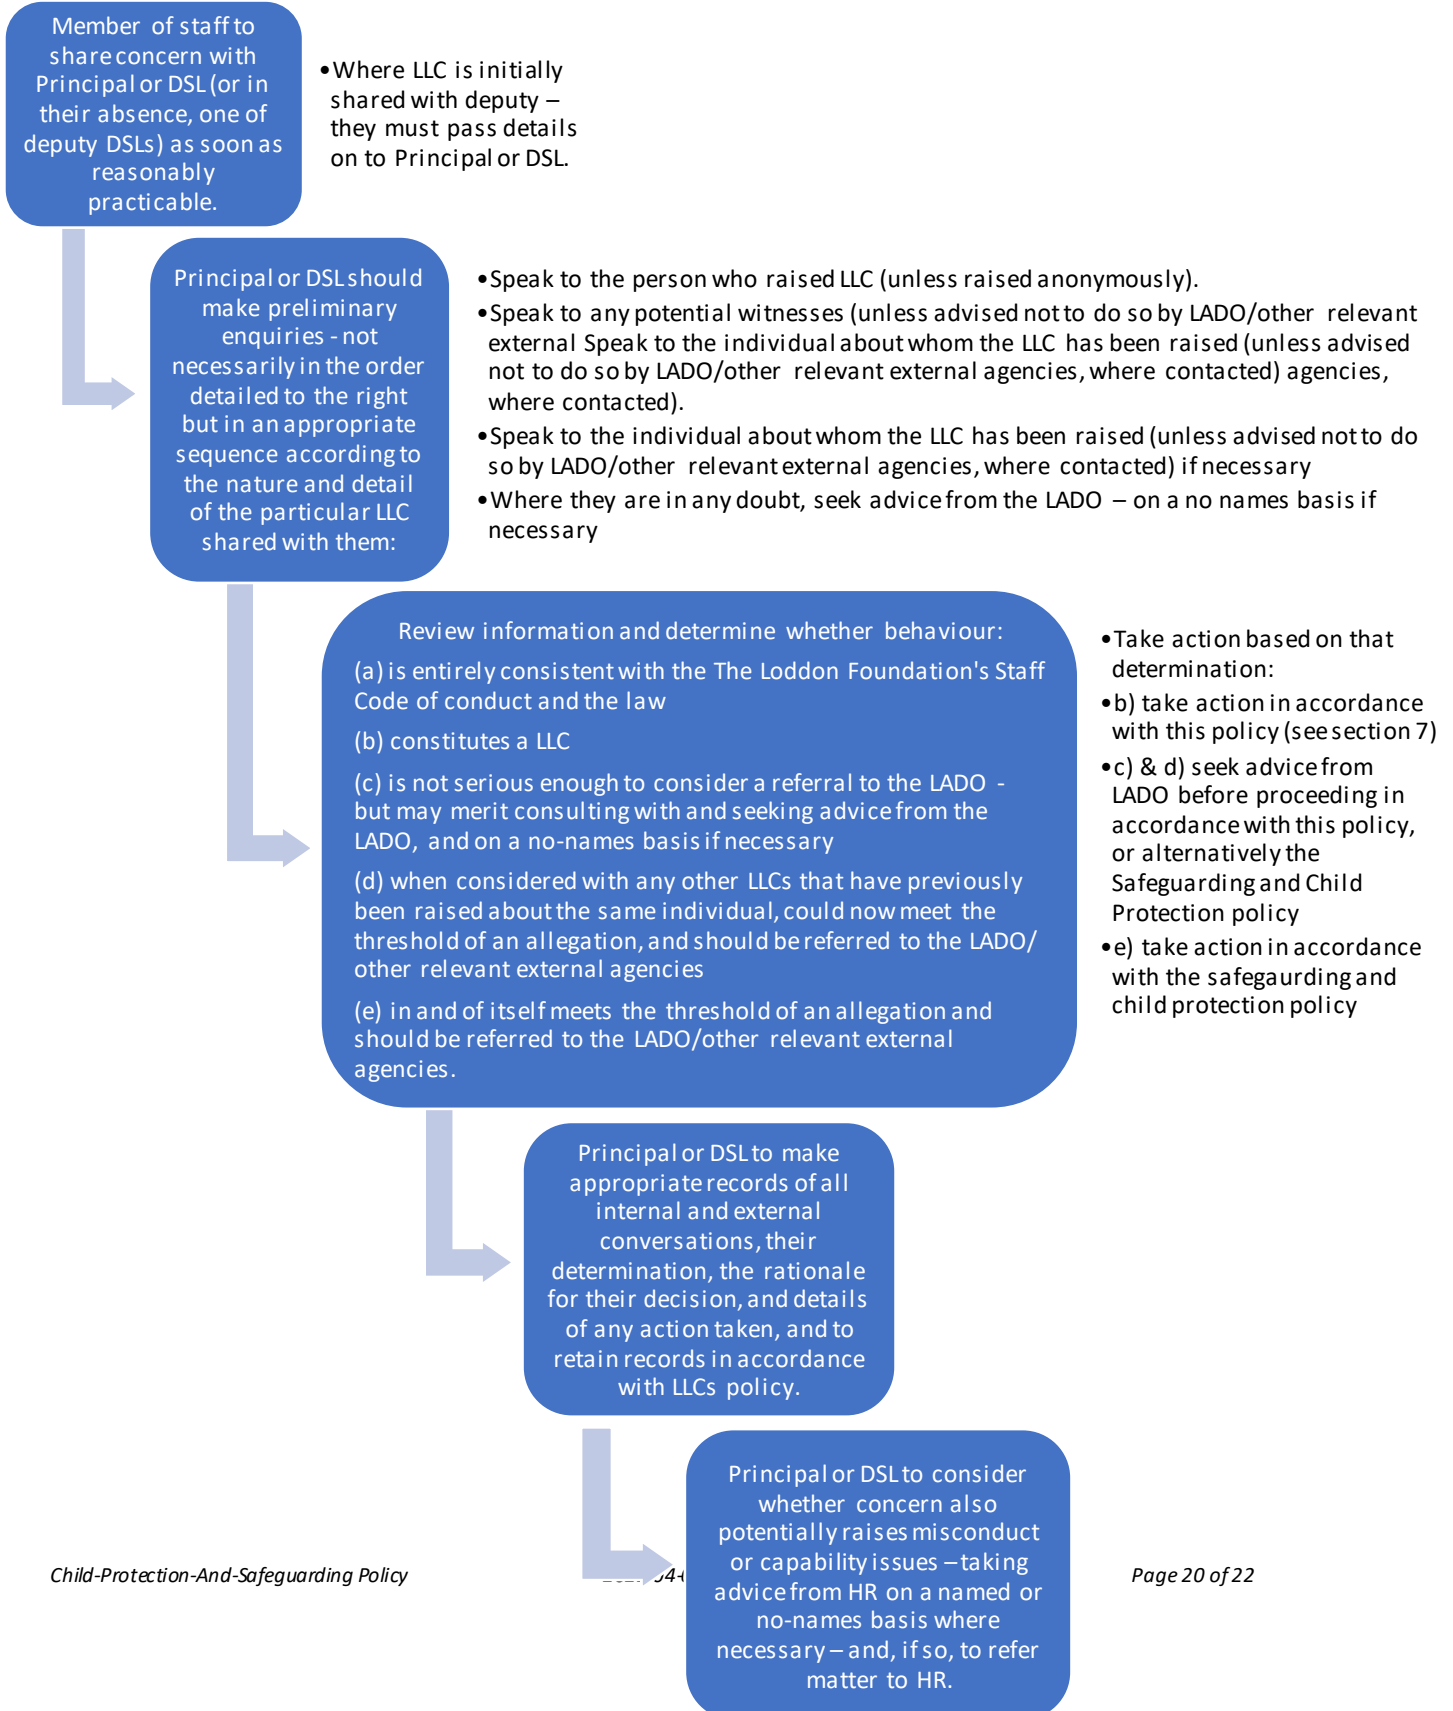 Member of staff to
share concern with
Principal or DSL (or in
their absence, one of
deputy DSLs) as soon as
reasonably
practicable.
•Where LLC is initially
shared with deputy –
they must pass details
on to Principal or DSL.
Principal or DSL should
make preliminary
enquiries - not
necessarily in the order
detailed to the right
but in an appropriate
sequence according to
the nature and detail
of the particular LLC
shared with them:
•Speak to the person who raised LLC (unless raised anonymously).
•Speak to any potential witnesses (unless advised not to do so by LADO/other relevant
external Speak to the individual about whom the LLC has been raised (unless advised
not to do so by LADO/other relevant external agencies, where contacted) agencies,
where contacted).
•Speak to the individual about whom the LLC has been raised (unless advised not to do
so by LADO/other relevant external agencies, where contacted) if necessary
•Where they are in any doubt, seek advice from the LADO – on a no names basis if
necessary
Review information and determine whether behaviour:
(a) is entirely consistent with the The Loddon Foundation's Staff
Code of conduct and the law
(b) constitutes a LLC
(c) is not serious enough to consider a referral to the LADO -
but may merit consulting with and seeking advice from the
LADO, and on a no-names basis if necessary
(d) when considered with any other LLCs that have previously
been raised about the same individual, could now meet the
threshold of an allegation, and should be referred to the LADO/
other relevant external agencies
(e) in and of itself meets the threshold of an allegation and
should be referred to the LADO/other relevant external
agencies.
•Take action based on that
determination:
•b) take action in accordance
with this policy (see section 7)
•c) & d) seek advice from
LADO before proceeding in
accordance with this policy,
or alternatively the
Safeguarding and Child
Protection policy
•e) take action in accordance
with the safegaurding and
child protection policy
Principal or DSL to make
appropriate records of all
internal and external
conversations, their
determination, the rationale
for their decision, and details
of any action taken, and to
retain records in accordance
with LLCs policy.
Principal or DSL to consider
whether concern also
potentially raises misconduct
or capability issues – taking
advice from HR on a named or
no-names basis where
necessary – and, if so, to refer
matter to HR.
Child-Protection-And-Safeguarding Policy
Page 20 of 22